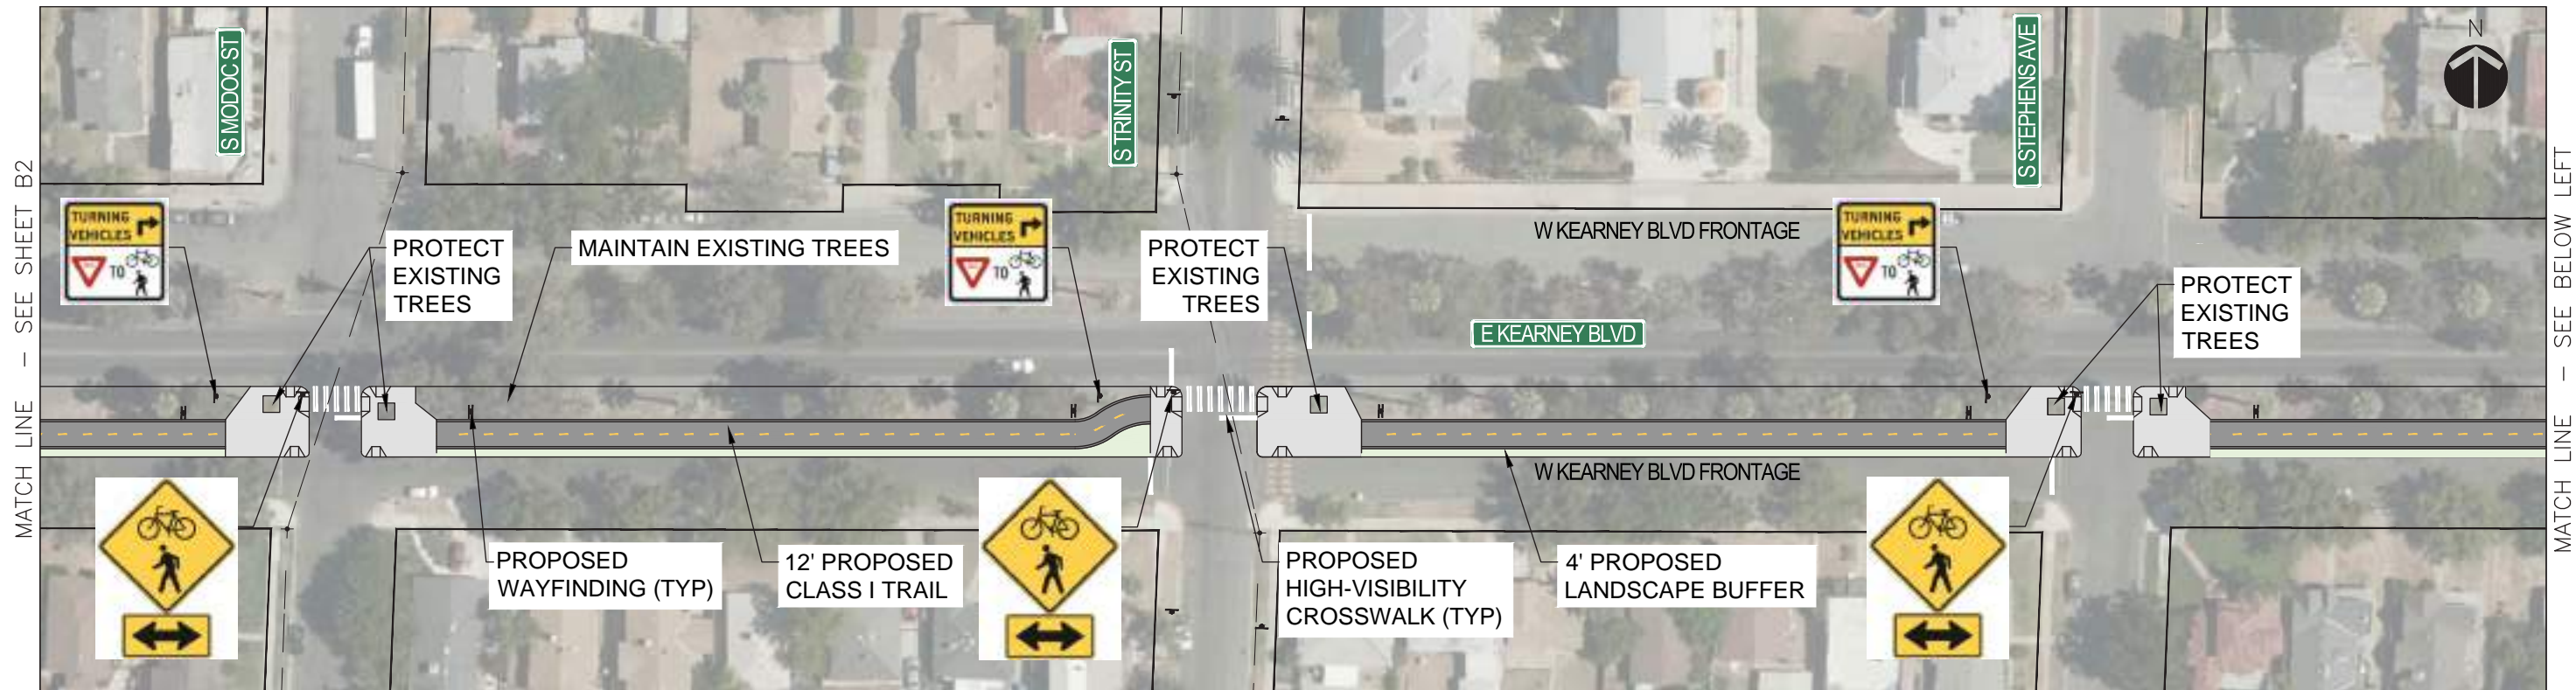 S MODOC ST
S TRINITY ST
S STEPHENS AVE
N
MATCH LINE - SEE SHEET B2
MATCH LINE - SEE BELOW LEFT
TURNING
VEHICLES
TO
PROTECT
EXISTING
TREES
MAINTAIN EXISTING TREES
TURNING
VEHICLES
TO
PROTECT
EXISTING
TREES
W KEARNEY BLVD FRONTAGE
TURNING
VEHICLES
TO
PROTECT
EXISTING
TREES
E KEARNEY BLVD
W KEARNEY BLVD FRONTAGE
PROPOSED
WAYFINDING (TYP)
12' PROPOSED
CLASS I TRAIL
PROPOSED
HIGH-VISIBILITY
CROSSWALK (TYP)
4' PROPOSED
LANDSCAPE BUFFER